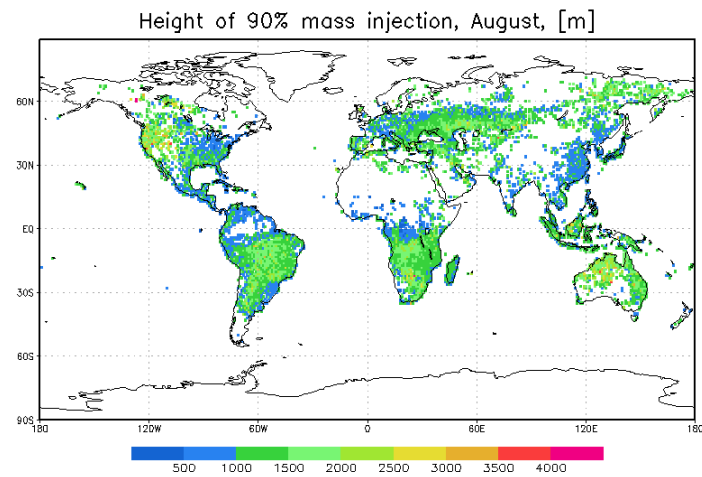 Height of 90% mass injection, August, [m]
60N
30N
EQ
30S
60S
90S
180 120W 60W 0 60E 120E 180
500 1000 1500 2000 2500 3000 3500 4000